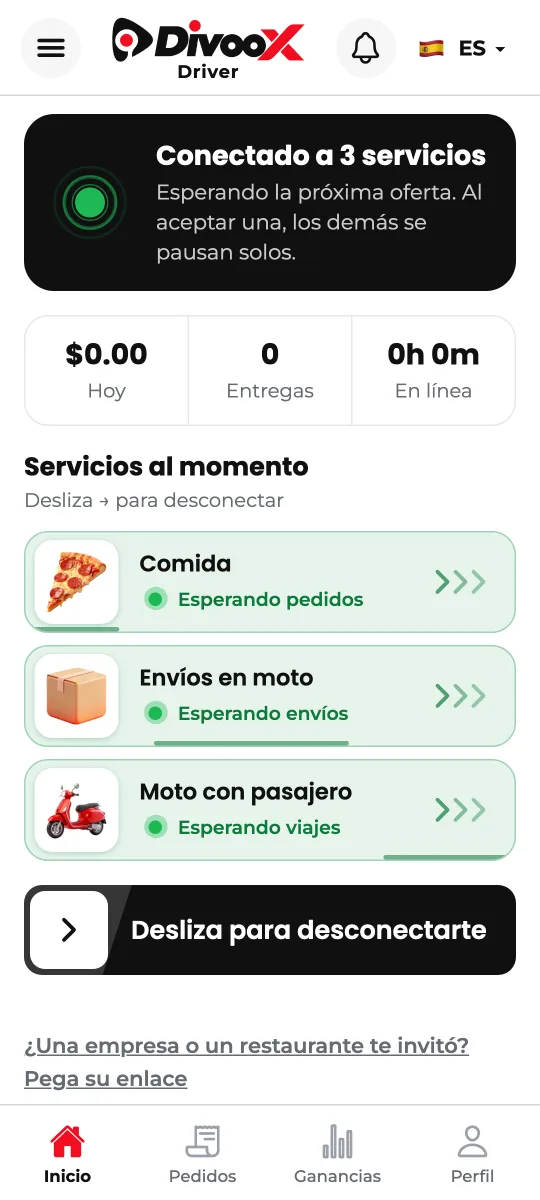 DivooX
Driver
ES
Conectado a 3 servicios
Esperando la próxima oferta. Al
aceptar una, los demás se
pausan solos.
$0.00
Hoy
0
Entregas
0h 0m
En línea
Servicios al momento
Desliza → para desconectar
Comida
Esperando pedidos
Envíos en moto
Esperando envíos
Moto con pasajero
Esperando viajes
Desliza para desconectarte
¿Una empresa o un restaurante te invitó?
Pega su enlace
Inicio
Pedidos
Ganancias
Perfil